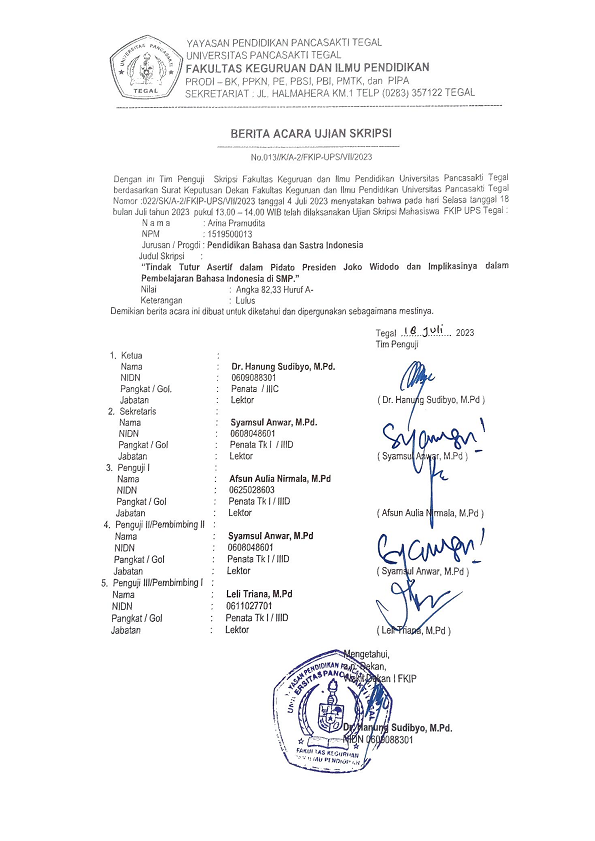 YAYASAN PENDIDIKAN PANCASAKTI TEGAL
UNIVERSITAS PANCASAKTI TEGAL
FAKULTAS KEGURUAN DAN ILMU PENDIDIKAN
PRODI – BK, PPKN, PE, PBSI, PBI, PMTK, dan PIPA
SEKRETARIAT : JL. HALMAHERA KM.1 TELP (0283) 357122 TEGAL
UNIVERSITAS PANCASAKTI
TEGAL
BERITA ACARA UJIAN SKRIPSI
No.013//K/A-2/FKIP-UPS/VII/2023
Dengan ini Tim Penguji Skripsi Fakultas Keguruan dan Ilmu Pendidikan Universitas Pancasakti Tegal
berdasarkan Surat Keputusan Dekan Fakultas Keguruan dan Ilmu Pendidikan Universitas Pancasakti Tegal
Nomor :022/SK/A-2/FKIP-UPS/VII/2023 tanggal 4 Juli 2023 menyatakan bahwa pada hari Selasa tanggal 18
bulan Juli tahun 2023 pukul 13.00 – 14.00 WIB telah dilaksanakan Ujian Skripsi Mahasiswa FKIP UPS Tegal :
N a m a : Arina Pramudita
NPM : 1519500013
Jurusan / Progdi : Pendidikan Bahasa dan Sastra Indonesia
Judul Skripsi :
"Tindak Tutur Asertif dalam Pidato Presiden Joko Widodo dan Implikasinya dalam
Pembelajaran Bahasa Indonesia di SMP."
Nilai : Angka 82,33 Huruf A-
Keterangan : Lulus
Demikian berita acara ini dibuat untuk diketahui dan dipergunakan sebagaimana mestinya.
Tegal 18 Juli 2023
Tim Penguji
1. Ketua :
Nama : Dr. Hanung Sudibyo, M.Pd.
NIDN : 0609088301
Pangkat / Gol. : Penata / IIIC
Jabatan : Lektor ( Dr. Hanung Sudibyo, M.Pd )
2. Sekretaris :
Nama : Syamsul Anwar, M.Pd.
NIDN : 0608048601
Pangkat / Gol : Penata Tk I / IIID
Jabatan : Lektor ( Syamsul Anwar, M.Pd )
3. Penguji I :
Nama : Afsun Aulia Nirmala, M.Pd
NIDN : 0625028603
Pangkat / Gol : Penata Tk I / IIID
Jabatan : Lektor ( Afsun Aulia Nirmala, M.Pd )
4. Penguji II/Pembimbing II :
Nama : Syamsul Anwar, M.Pd
NIDN : 0608048601
Pangkat / Gol : Penata Tk I / IIID
Jabatan : Lektor ( Syamsul Anwar, M.Pd )
5. Penguji III/Pembimbing I :
Nama : Leli Triana, M.Pd
NIDN : 0611027701
Pangkat / Gol : Penata Tk I / IIID
Jabatan : Lektor ( Leli Triana, M.Pd )
Mengetahui,
Dekan,
Dekan I FKIP
YAYASAN PENDIDIKAN PANCASAKTI
UNIVERSITAS PANCASAKTI TEGAL
FAKULTAS KEGURUAN
ILMU PENDIDIKAN
Dr. Hanung Sudibyo, M.Pd.
NIDN 0609088301